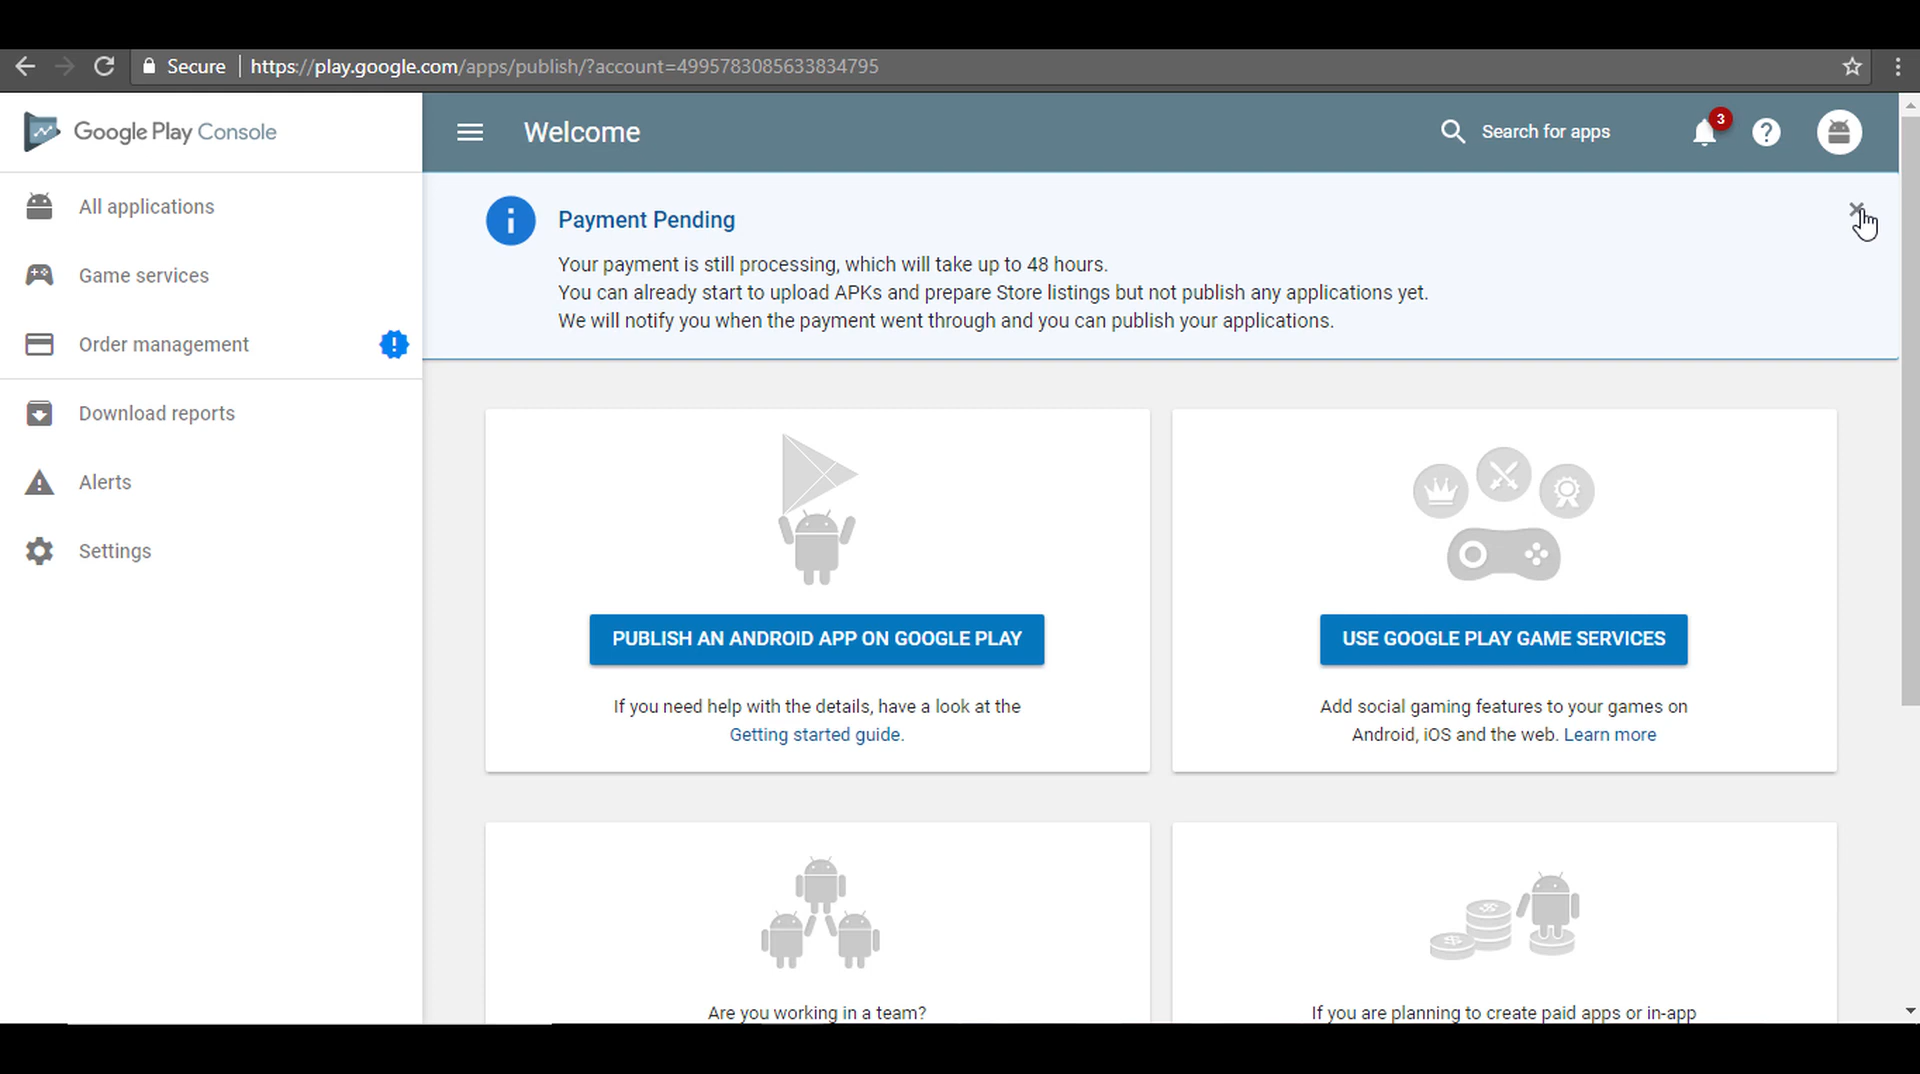 Secure | https://play.google.com/apps/publish/?account=4995783085633834795
Google Play Console
Welcome
Search for apps
3
All applications
Game services
Order management
Download reports
Alerts
Settings
Payment Pending
Your payment is still processing, which will take up to 48 hours.
You can already start to upload APKs and prepare Store listings but not publish any applications yet.
We will notify you when the payment went through and you can publish your applications.
PUBLISH AN ANDROID APP ON GOOGLE PLAY
If you need help with the details, have a look at the
Getting started guide.
USE GOOGLE PLAY GAME SERVICES
Add social gaming features to your games on
Android, iOS and the web. Learn more
Are you working in a team?
If you are planning to create paid apps or in-app